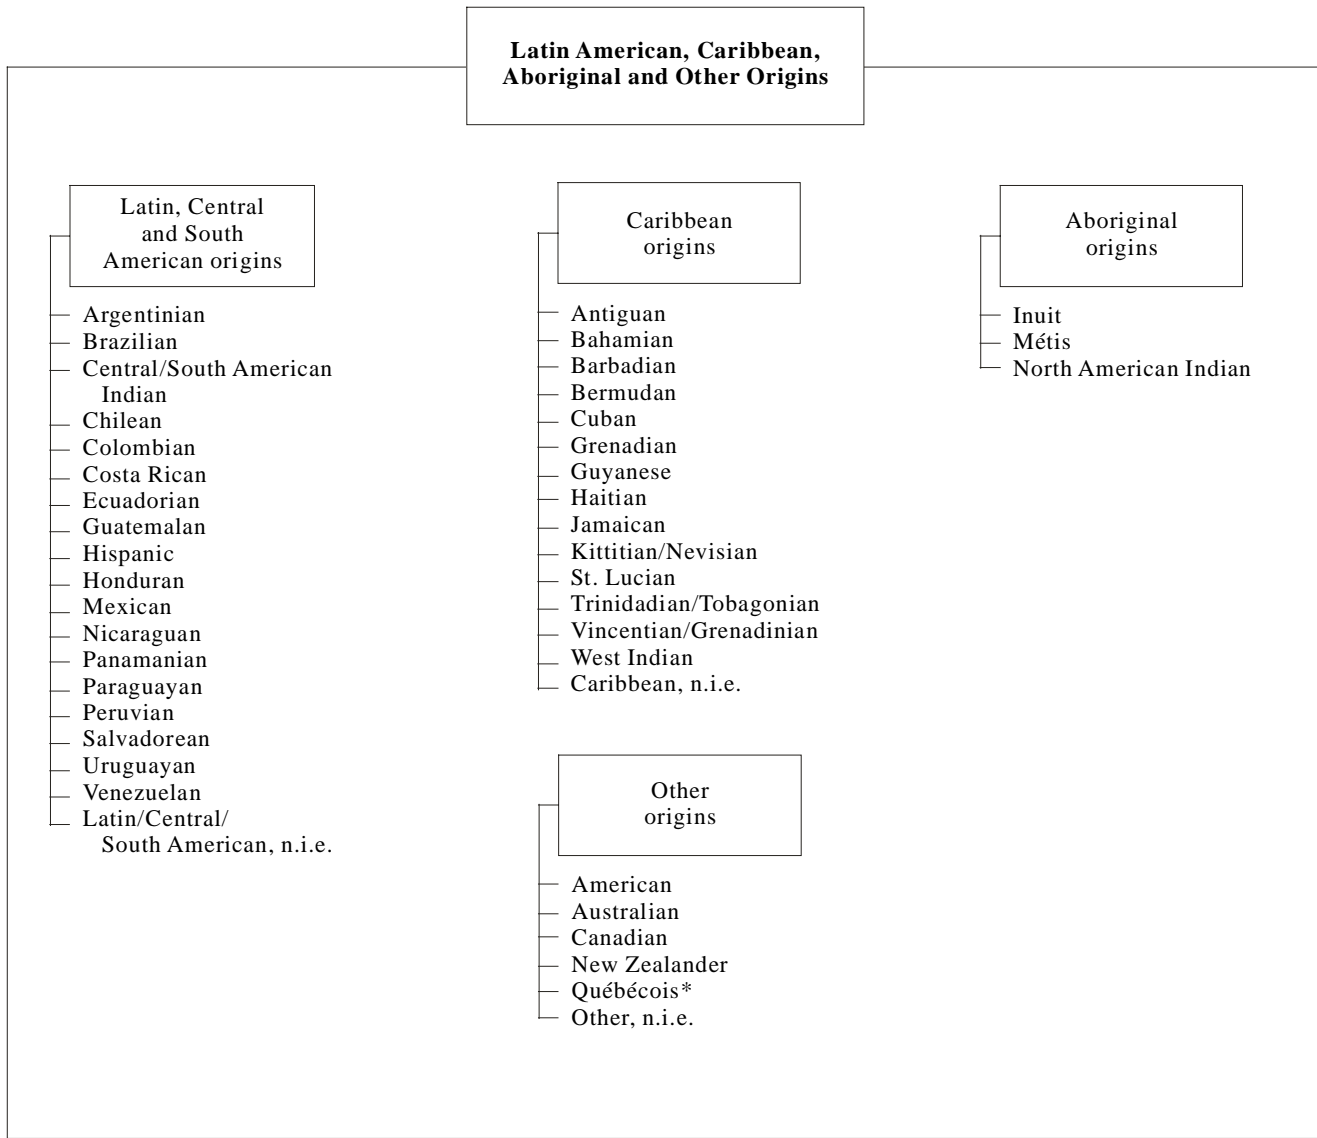 Latin American, Caribbean,
Aboriginal and Other Origins
Latin, Central
and South
American origins
Argentinian
Brazilian
Central/South American
Indian
Chilean
Colombian
Costa Rican
Ecuadorian
Guatemalan
Hispanic
Honduran
Mexican
Nicaraguan
Panamanian
Paraguayan
Peruvian
Salvadorean
Uruguayan
Venezuelan
Latin/Central/
South American, n.i.e.
Caribbean
origins
Antiguan
Bahamian
Barbadian
Bermudan
Cuban
Grenadian
Guyanese
Haitian
Jamaican
Kittitian/Nevisian
St. Lucian
Trinidadian/Tobagonian
Vincentian/Grenadinian
West Indian
Caribbean, n.i.e.
Other
origins
American
Australian
Canadian
New Zealander
Québécois*
Other, n.i.e.
Aboriginal
origins
Inuit
Métis
North American Indian